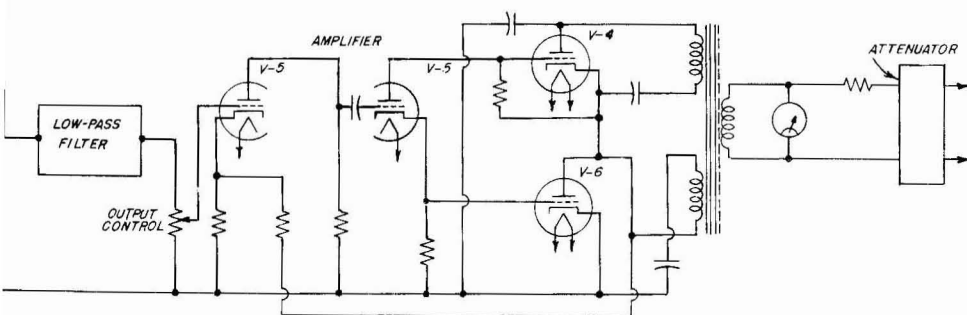 AMPLIFIER
V-5
V-5
V-4
ATTENUATOR
LOW-PASS
FILTER
V-6
OUTPUT
CONTROL